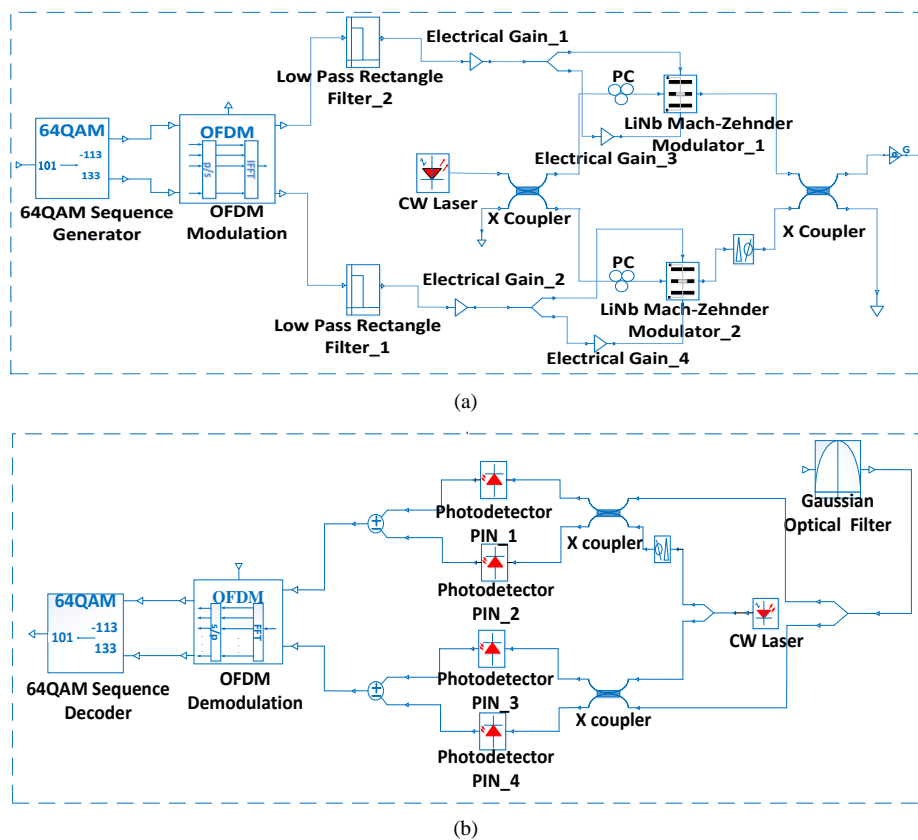 Electrical Gain_1
Low Pass Rectangle
Filter_2
PC
LiNb Mach-Zehnder
Modulator_1
64QAM
101
-113
133
64QAM Sequence
Generator
OFDM
p/s
IFFT
OFDM
Modulation
Electrical Gain_3
CW Laser
X Coupler
G
X Coupler
PC
Electrical Gain_2
Low Pass Rectangle
Filter_1
LiNb Mach-Zehnder
Modulator_2
Electrical Gain_4
(a)
Gaussian
Optical Filter
Photodetector
PIN_1
X coupler
Photodetector
PIN_2
CW Laser
64QAM
101
-113
133
64QAM Sequence
Decoder
OFDM
s/p
FFT
OFDM
Demodulation
Photodetector
PIN_3
X coupler
Photodetector
PIN_4
(b)